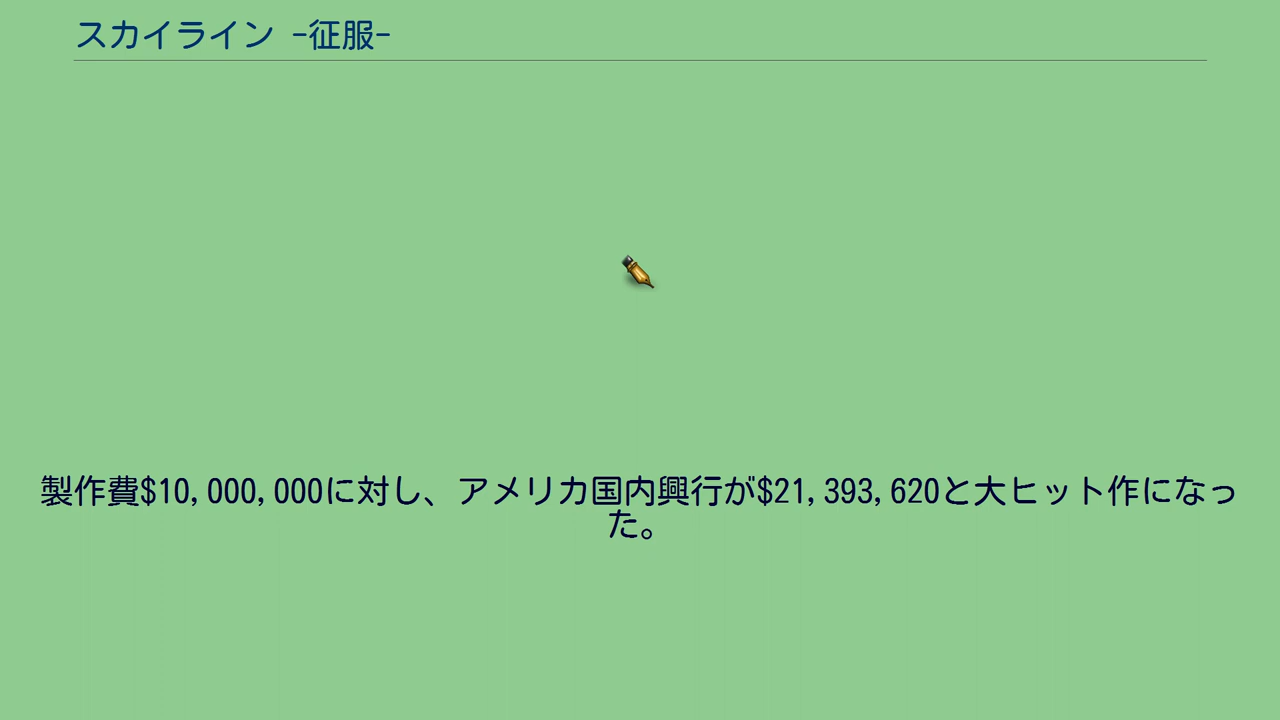 スカイライン -征服-
製作費$10,000,000に対し、アメリカ国内興行が$21,393,620と大ヒット作になっ
た。